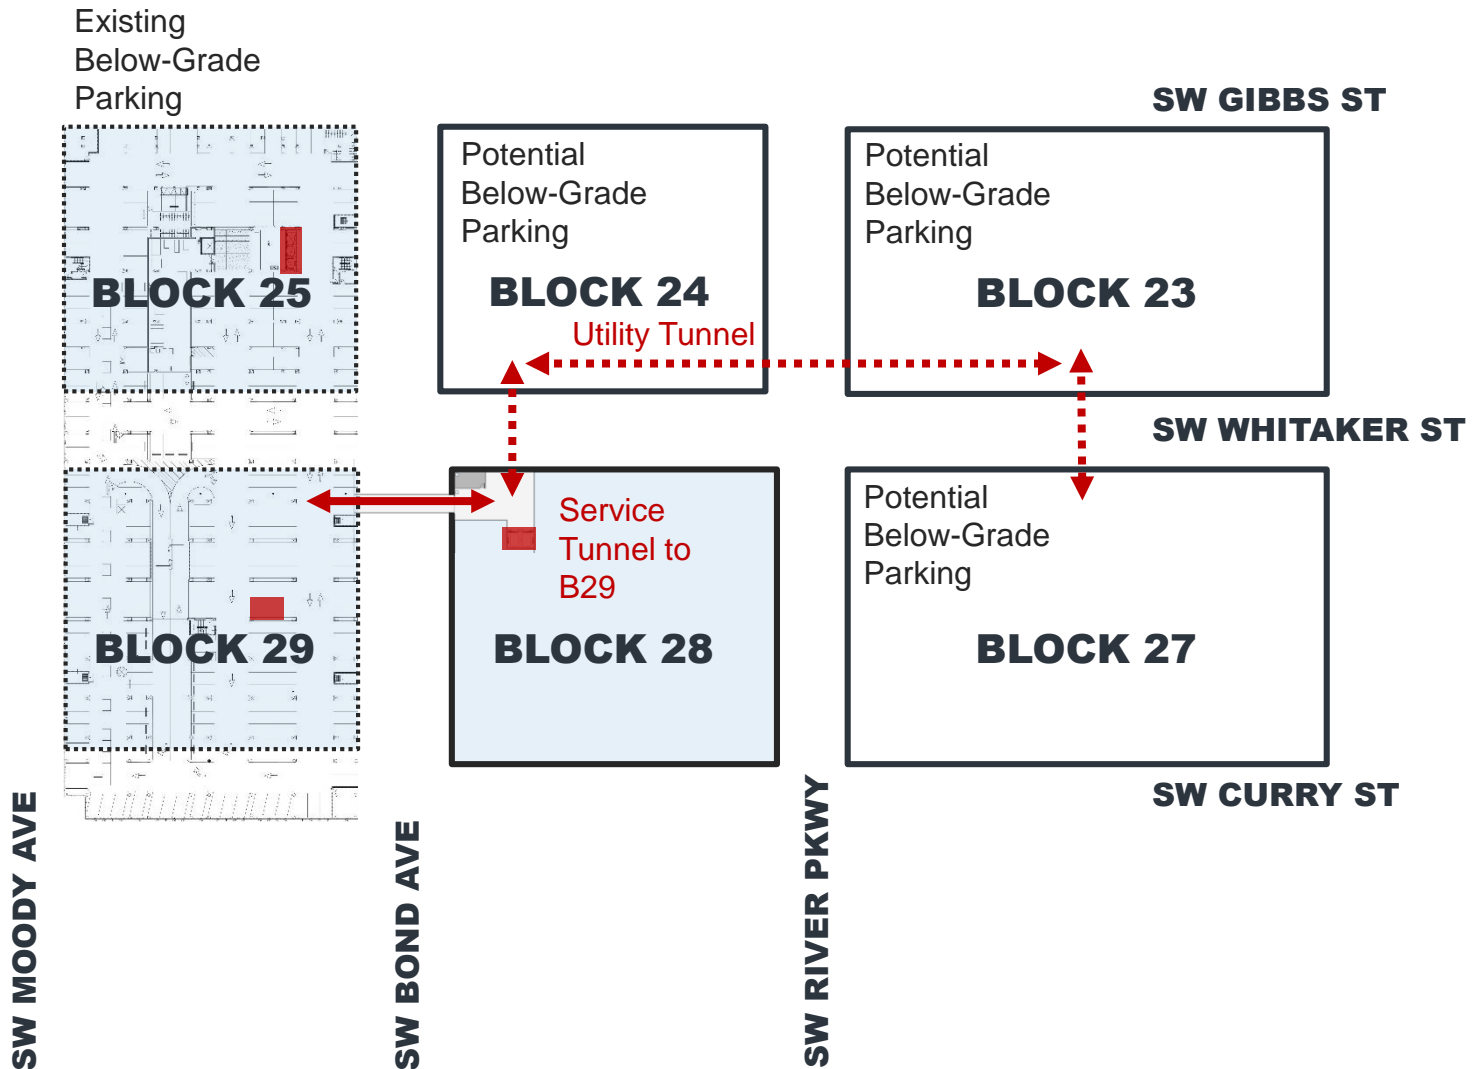 Existing
Below-Grade
Parking
SW GIBBS ST
Potential
Below-Grade
Parking
Potential
Below-Grade
Parking
BLOCK 25
BLOCK 24
BLOCK 23
Utility Tunnel
SW WHITAKER ST
Service
Tunnel to
B29
Potential
Below-Grade
Parking
BLOCK 29
BLOCK 28
BLOCK 27
SW CURRY ST
SW MOODY AVE
SW BOND AVE
SW RIVER PKWY